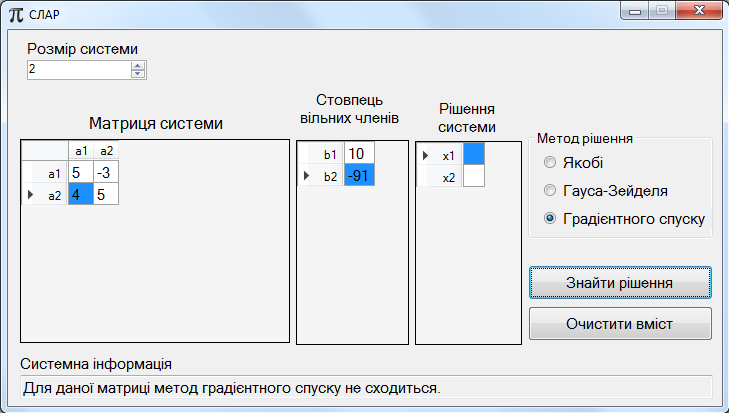 π СЛАР
Розмір системи
2
Матриця системи
Стовпець
вільних членів
Рішення
системи
a1 a2
a1 5 -3
a2 4 5
b1 10
b2 -91
x1
x2
Метод рішення
Якобі
Гауса-Зейделя
Градієнтного спуску
Знайти рішення
Очистити вміст
Системна інформація
Для даної матриці метод градієнтного спуску не сходиться.